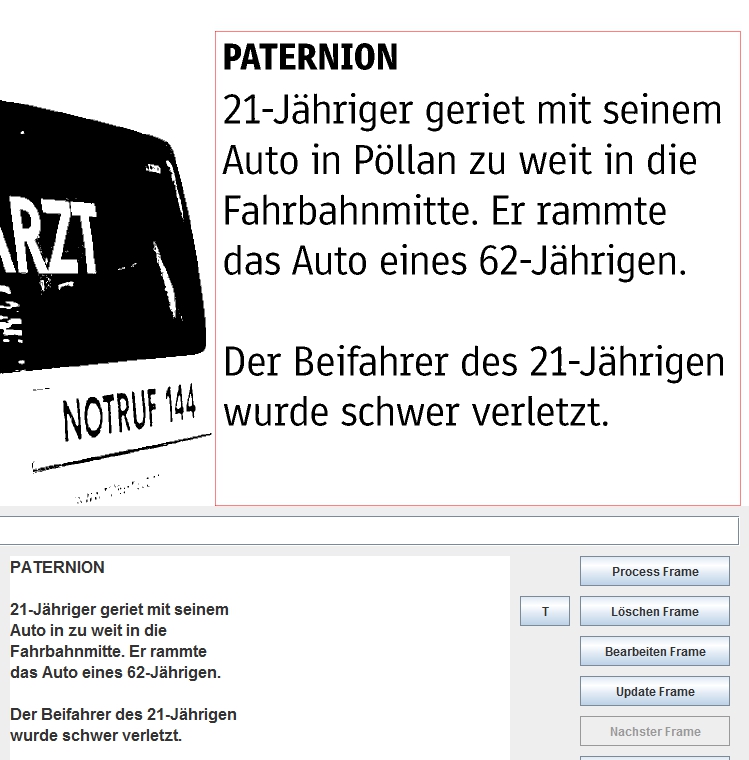 PATERNION
21-Jähriger geriet mit seinem
Auto in Pöllan zu weit in die
Fahrbahnmitte. Er rammte
das Auto eines 62-Jährigen.
Der Beifahrer des 21-Jährigen
wurde schwer verletzt.
ARZT
NOTRUF 144
PATERNION
21-Jähriger geriet mit seinem
Auto in zu weit in die
Fahrbahnmitte. Er rammte
das Auto eines 62-Jährigen.
Der Beifahrer des 21-Jährigen
wurde schwer verletzt.
Process Frame
T
Löschen Frame
Bearbeiten Frame
Update Frame
Nachster Frame